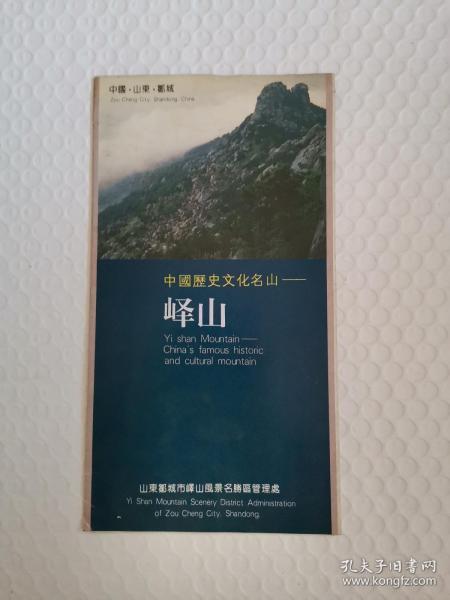 中國·山東·鄒城
Zou Cheng City, Shandong, China
中國歷史文化名山——
峄山
Yi shan Mountain——
China's famous historic
and cultural mountain
山東鄒城市嶧山風景名勝區管理處
Yi Shan Mountain Scenery District Administration
of Zou Cheng City, Shandong.
孔夫子旧书网
www.kongfz.com